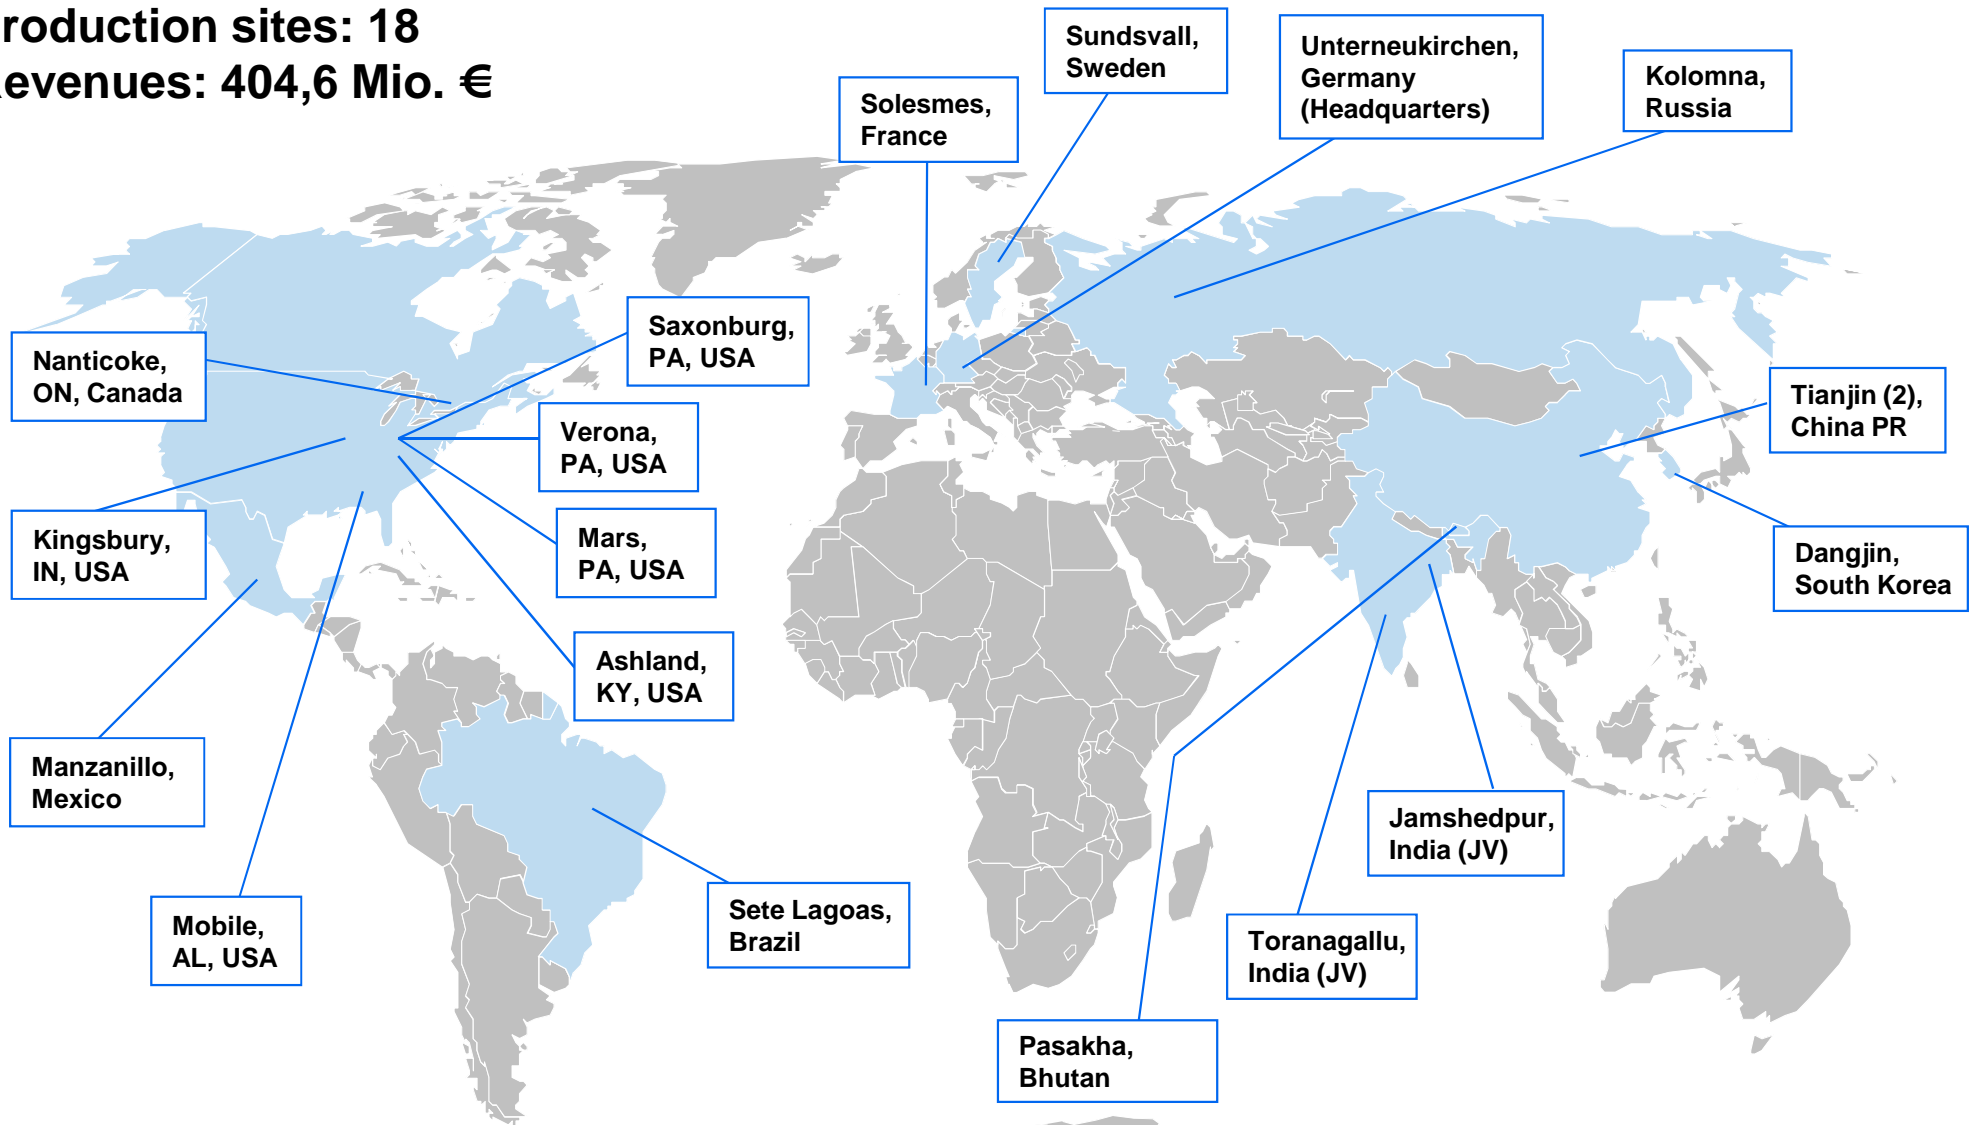 roduction sites: 18
evenues: 404,6 Mio. €
Sundsvall,
Sweden
Unterneukirchen,
Germany
(Headquarters)
Kolomna,
Russia
Solesmes,
France
Saxonburg,
PA, USA
Nanticoke,
ON, Canada
Tianjin (2),
China PR
Verona,
PA, USA
Kingsbury,
IN, USA
Mars,
PA, USA
Dangjin,
South Korea
Ashland,
KY, USA
Manzanillo,
Mexico
Jamshedpur,
India (JV)
Mobile,
AL, USA
Sete Lagoas,
Brazil
Toranagallu,
India (JV)
Pasakha,
Bhutan